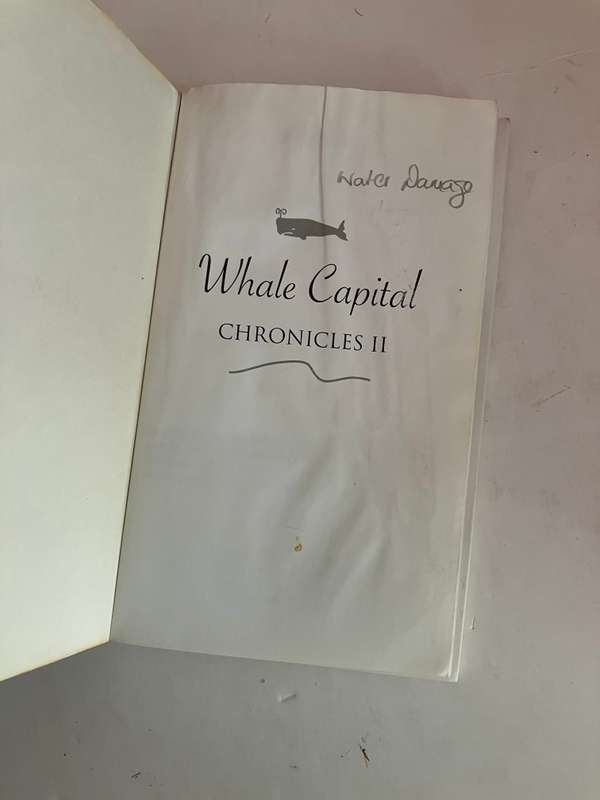 Water Damage
Whale Capital
CHRONICLES II